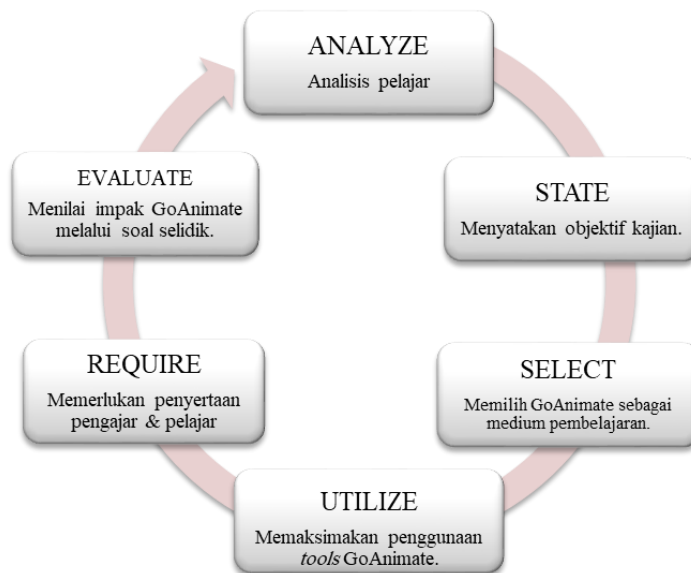 ANALYZE
Analisis pelajar
STATE
Menyatakan objektif kajian.
SELECT
Memilih GoAnimate sebagai
medium pembelajaran.
UTILIZE
Memaksimakan penggunaan
tools GoAnimate.
REQUIRE
Memerlukan penyertaan
pengajar & pelajar
EVALUATE
Menilai impak GoAnimate
melalui soal selidik.